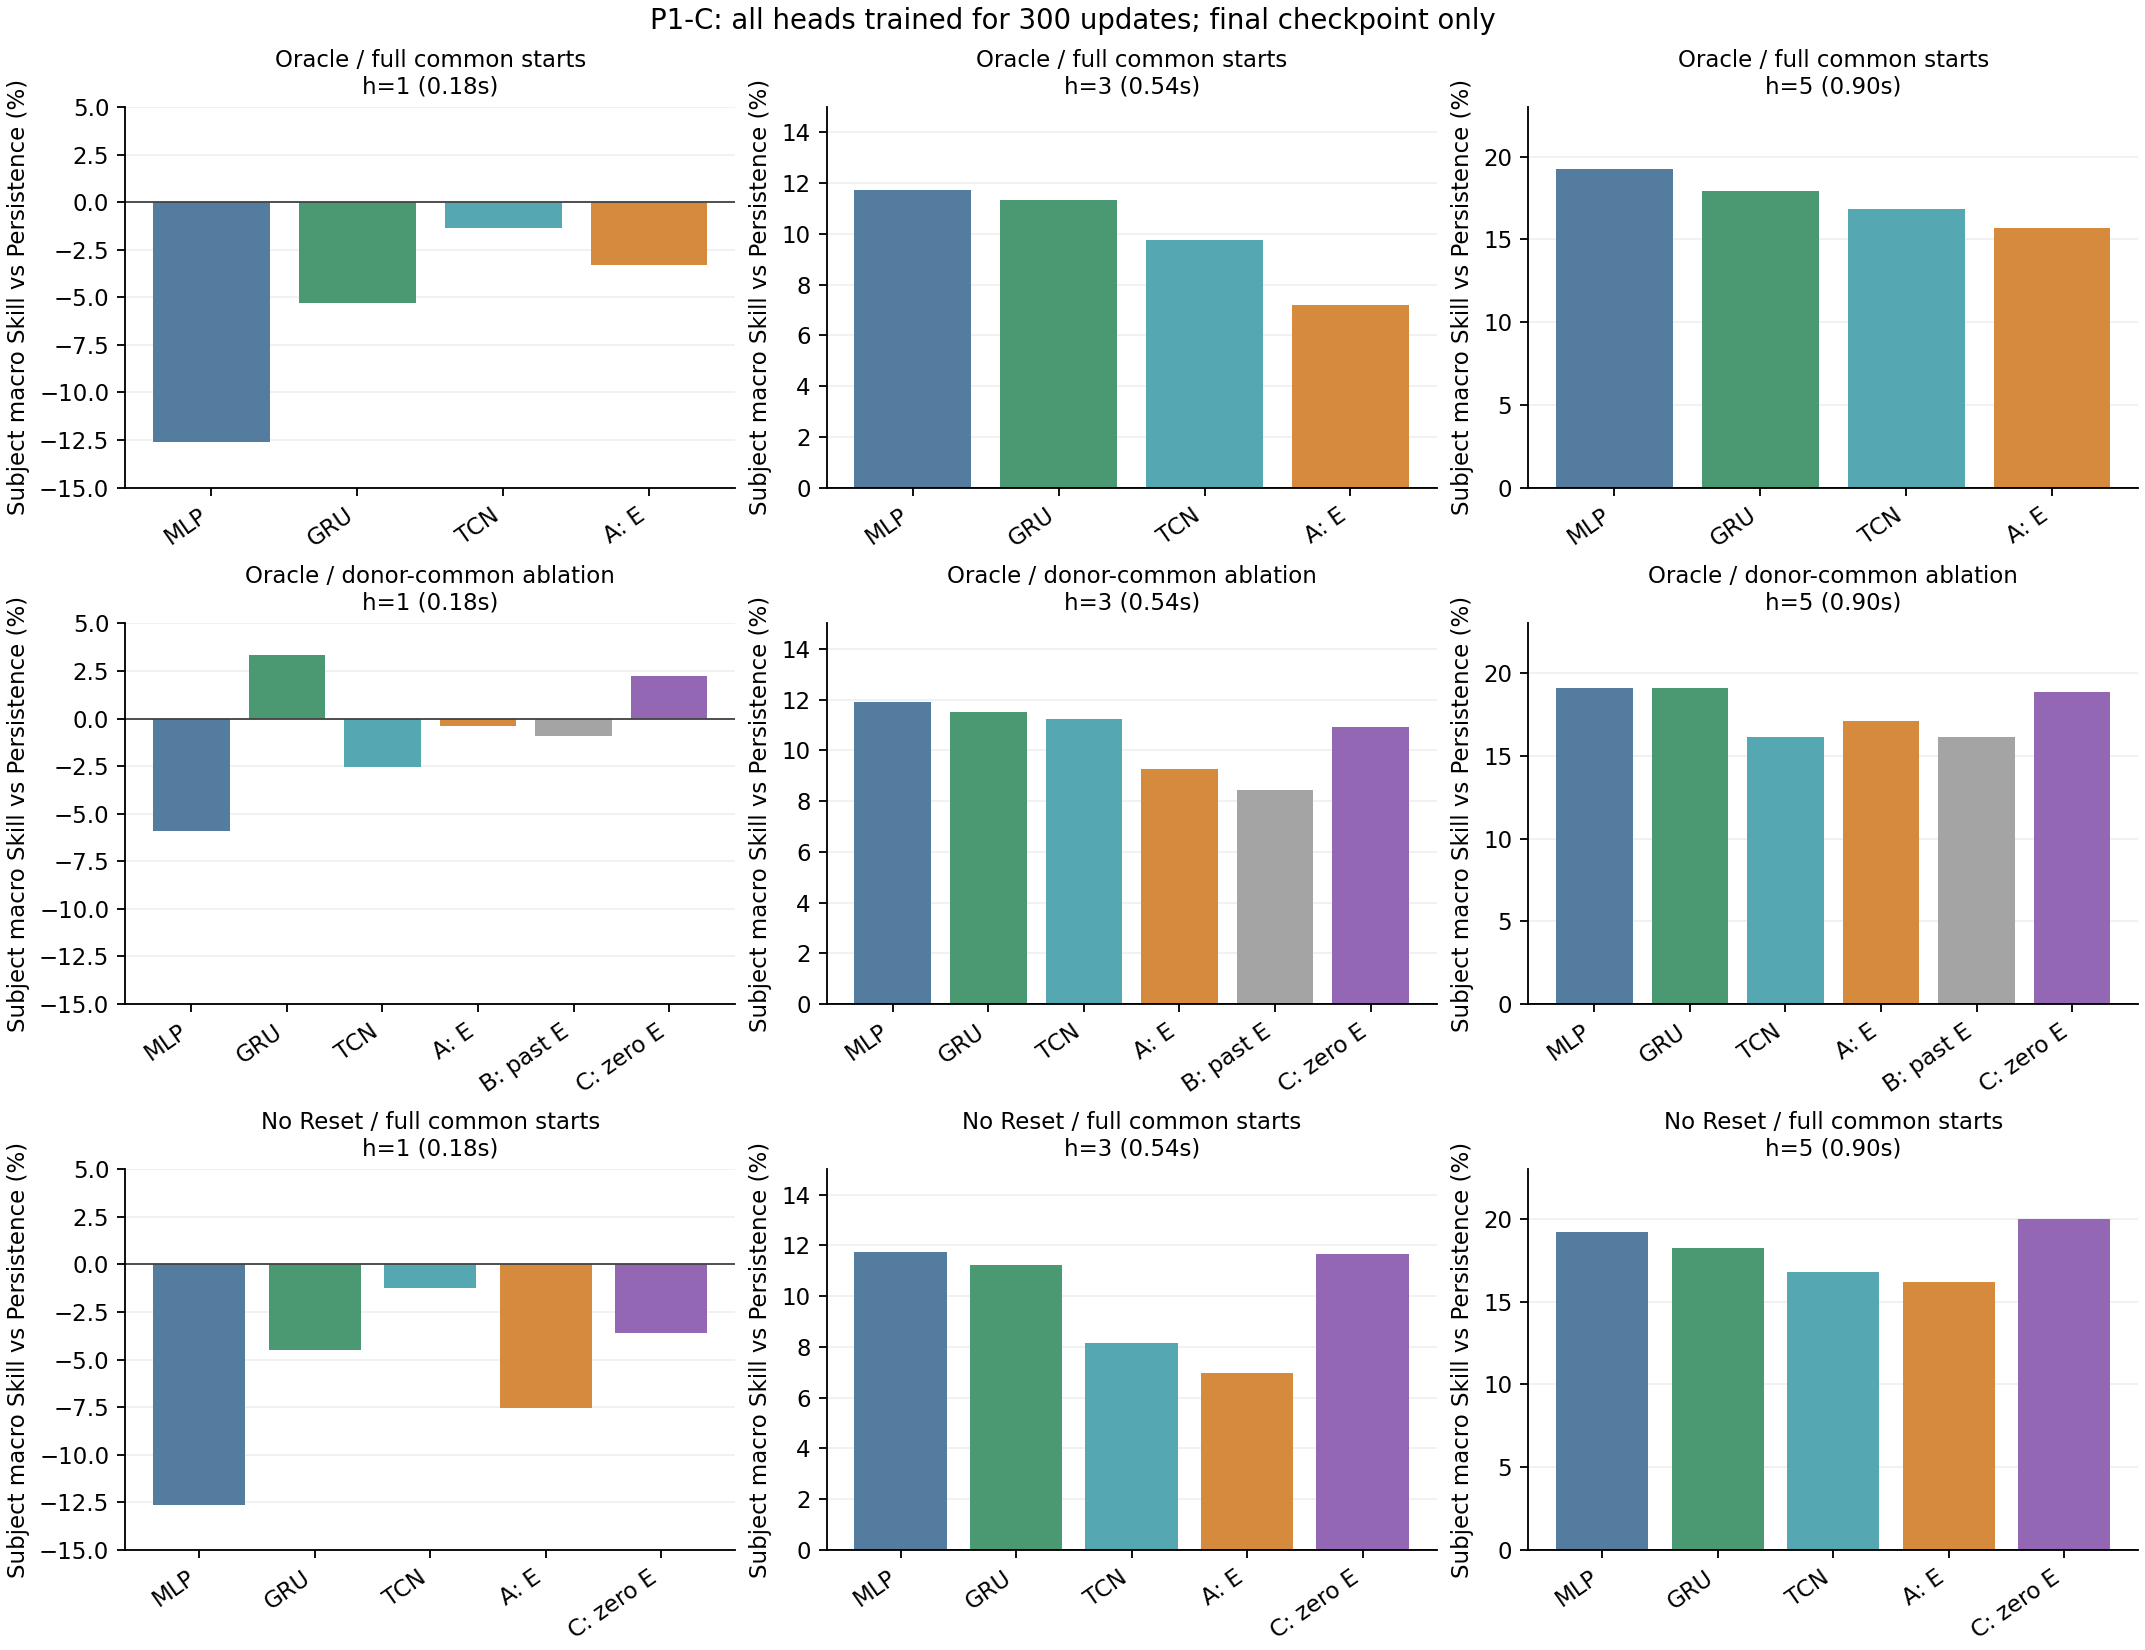 P1-C: all heads trained for 300 updates; final checkpoint only
Oracle / full common starts
h=1 (0.18s)
Subject macro Skill vs Persistence (%)
5.0
2.5
0.0
−2.5
−5.0
−7.5
−10.0
−12.5
−15.0
MLP
GRU
TCN
A: E
Oracle / full common starts
h=3 (0.54s)
Subject macro Skill vs Persistence (%)
14
12
10
8
6
4
2
0
MLP
GRU
TCN
A: E
Oracle / full common starts
h=5 (0.90s)
Subject macro Skill vs Persistence (%)
20
15
10
5
0
MLP
GRU
TCN
A: E
Oracle / donor-common ablation
h=1 (0.18s)
Subject macro Skill vs Persistence (%)
5.0
2.5
0.0
−2.5
−5.0
−7.5
−10.0
−12.5
−15.0
MLP
GRU
TCN
A: E
B: past E
C: zero E
Oracle / donor-common ablation
h=3 (0.54s)
Subject macro Skill vs Persistence (%)
14
12
10
8
6
4
2
0
MLP
GRU
TCN
A: E
B: past E
C: zero E
Oracle / donor-common ablation
h=5 (0.90s)
Subject macro Skill vs Persistence (%)
20
15
10
5
0
MLP
GRU
TCN
A: E
B: past E
C: zero E
No Reset / full common starts
h=1 (0.18s)
Subject macro Skill vs Persistence (%)
5.0
2.5
0.0
−2.5
−5.0
−7.5
−10.0
−12.5
−15.0
MLP
GRU
TCN
A: E
C: zero E
No Reset / full common starts
h=3 (0.54s)
Subject macro Skill vs Persistence (%)
14
12
10
8
6
4
2
0
MLP
GRU
TCN
A: E
C: zero E
No Reset / full common starts
h=5 (0.90s)
Subject macro Skill vs Persistence (%)
20
15
10
5
0
MLP
GRU
TCN
A: E
C: zero E